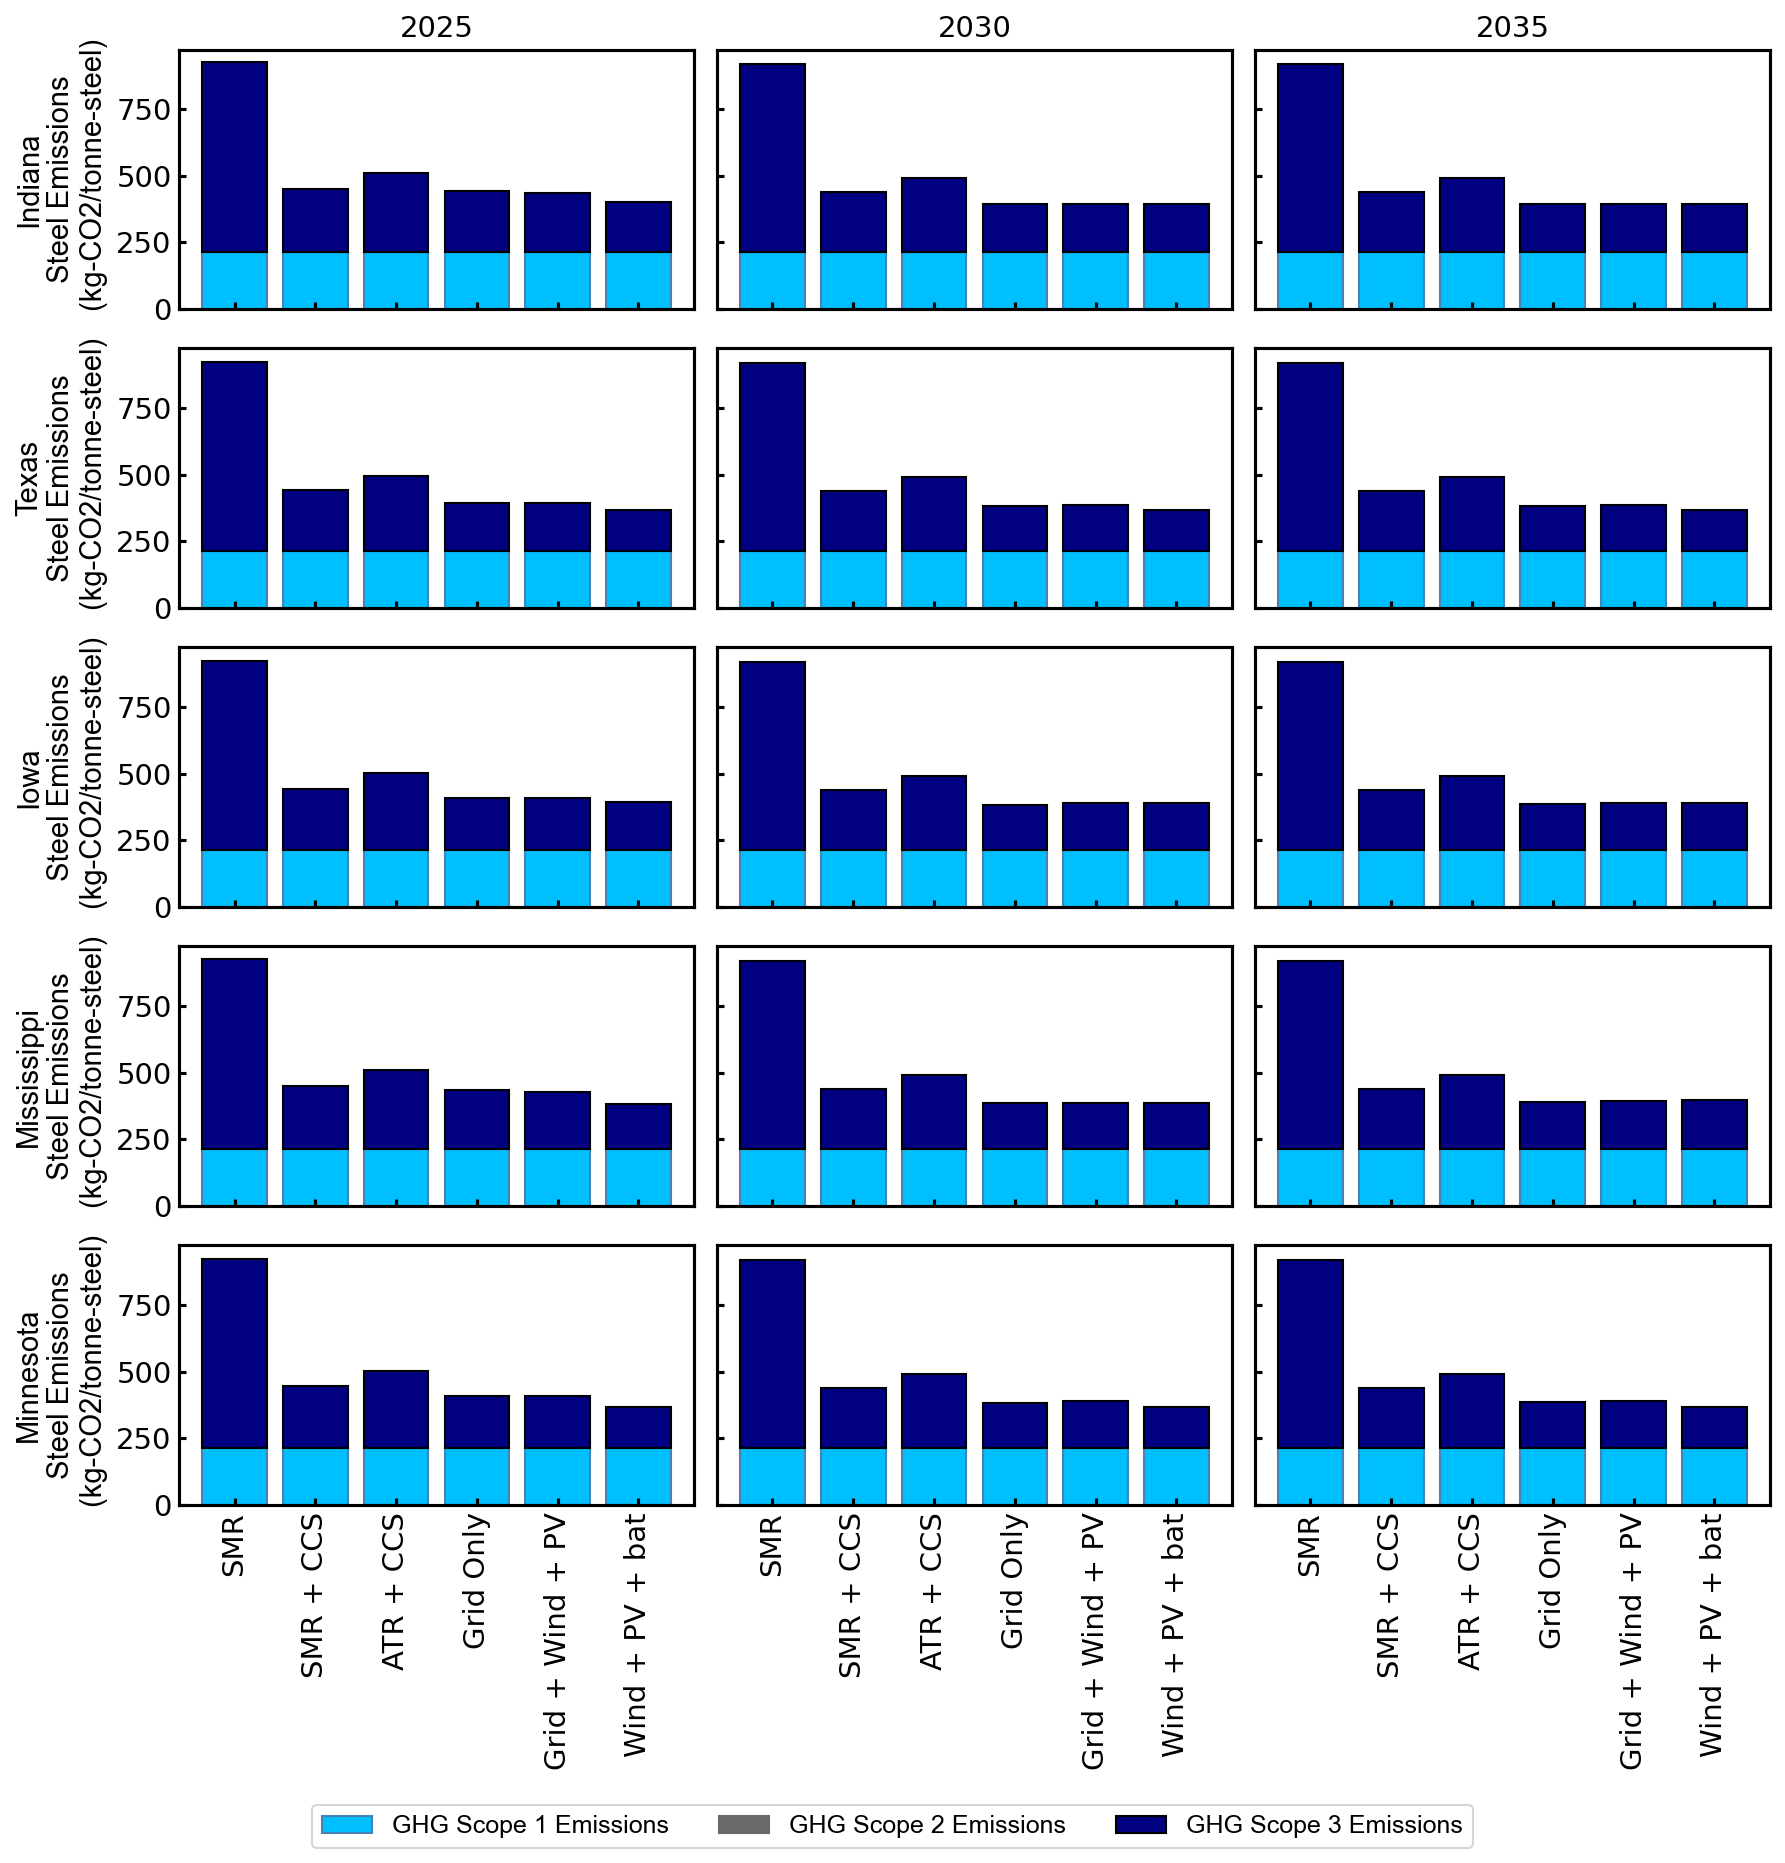 2025 2030 2035
Indiana
Steel Emissions
(kg-CO2/tonne-steel)
750
500
250
0
Texas
Steel Emissions
(kg-CO2/tonne-steel)
750
500
250
0
Iowa
Steel Emissions
(kg-CO2/tonne-steel)
750
500
250
0
Mississippi
Steel Emissions
(kg-CO2/tonne-steel)
750
500
250
0
Minnesota
Steel Emissions
(kg-CO2/tonne-steel)
750
500
250
0
SMR
SMR + CCS
ATR + CCS
Grid Only
Grid + Wind + PV
Wind + PV + bat
SMR
SMR + CCS
ATR + CCS
Grid Only
Grid + Wind + PV
Wind + PV + bat
SMR
SMR + CCS
ATR + CCS
Grid Only
Grid + Wind + PV
Wind + PV + bat
GHG Scope 1 Emissions GHG Scope 2 Emissions GHG Scope 3 Emissions